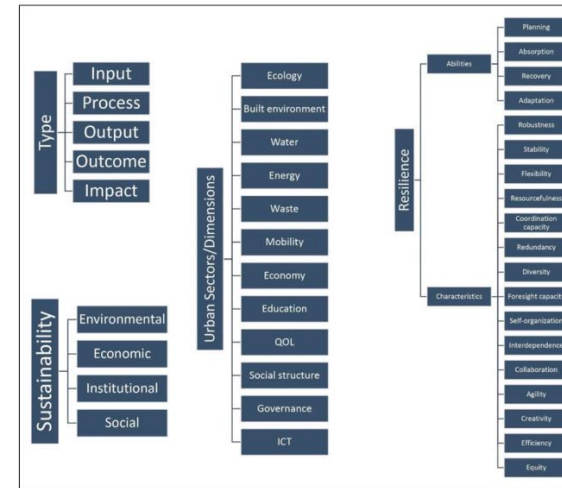 Type
Input
Process
Output
Outcome
Impact
Sustainability
Environmental
Economic
Institutional
Social
Urban Sectors/Dimensions
Ecology
Built environment
Water
Energy
Waste
Mobility
Economy
Education
QOL
Social structure
Governance
ICT
Resilience
Abilities
Planning
Absorption
Recovery
Adaptation
Characteristics
Robustness
Stability
Flexibility
Resourcefulness
Coordination
capacity
Redundancy
Diversity
Foresight capacity
Self-organization
Interdependence
Collaboration
Agility
Creativity
Efficiency
Equity